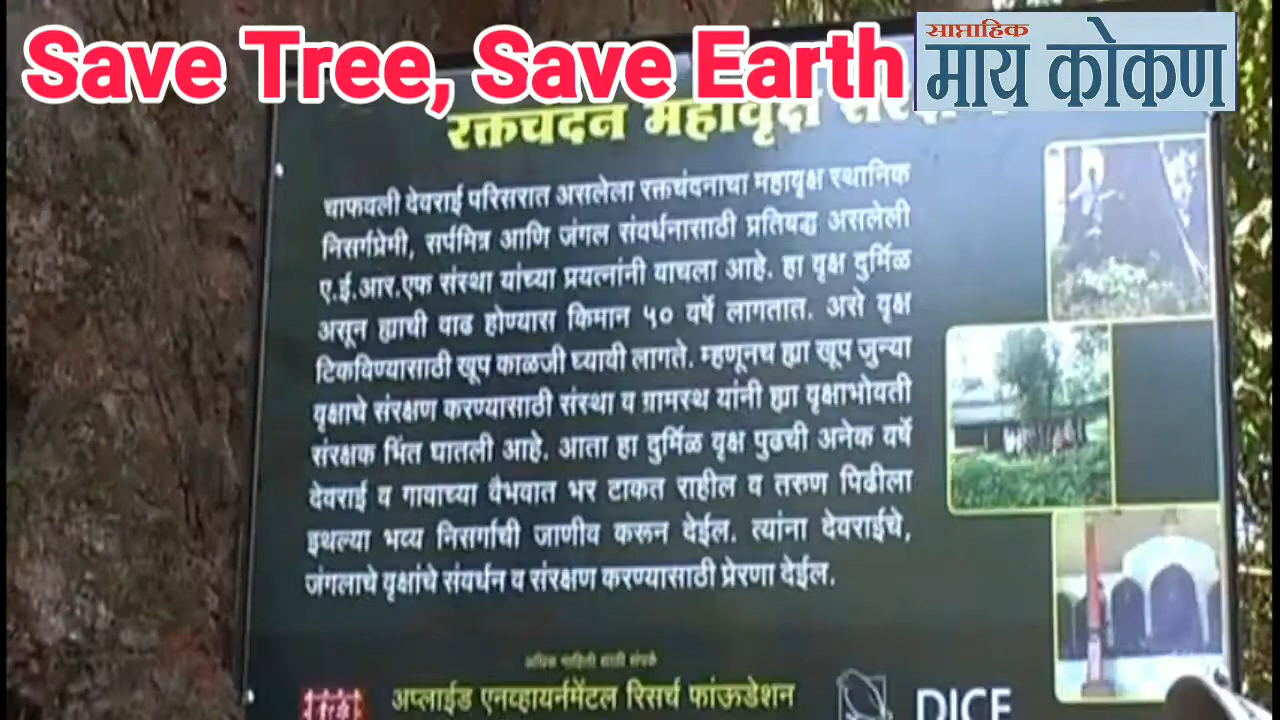 Save Tree, Save Earth
साप्ताहिक
माय कोकण
रक्तचंदन महावृक्ष
चाफवली देवराई परिसरात असलेला रक्तचंदनाचा महावृक्ष स्थानिक
निसर्गप्रेमी, सर्पमित्र आणि जंगल संवर्धनासाठी प्रतिबद्ध असलेली
ए.ई.आर.एफ संस्था यांच्या प्रयत्नांनी वाचला आहे. हा वृक्ष दुर्मिळ
असून ह्याची वाढ होण्यास किमान ५० वर्षे लागतात. असे वृक्ष
टिकविण्यासाठी खूप काळजी घ्यावी लागते. म्हणूनच ह्या खूप जुन्या
वृक्षाचे संरक्षण करण्यासाठी संस्था व ग्रामस्थ यांनी ह्या वृक्षाभोवती
संरक्षक भिंत घातली आहे. आता हा दुर्मिळ वृक्ष पुढची अनेक वर्षे
देवराई व गावाच्या वैभवात भर टाकत राहील व तरुण पिढीला
इथल्या भव्य निसर्गाची जाणीव करून देईल. त्यांना देवराईचे,
जंगलाचे वृक्षांचे संवर्धन व संरक्षण करण्यासाठी प्रेरणा देईल.
अधिक माहिती साठी संपर्क
अप्लाईड एनव्हायर्नमेंटल रिसर्च फांऊडेशन
DICE